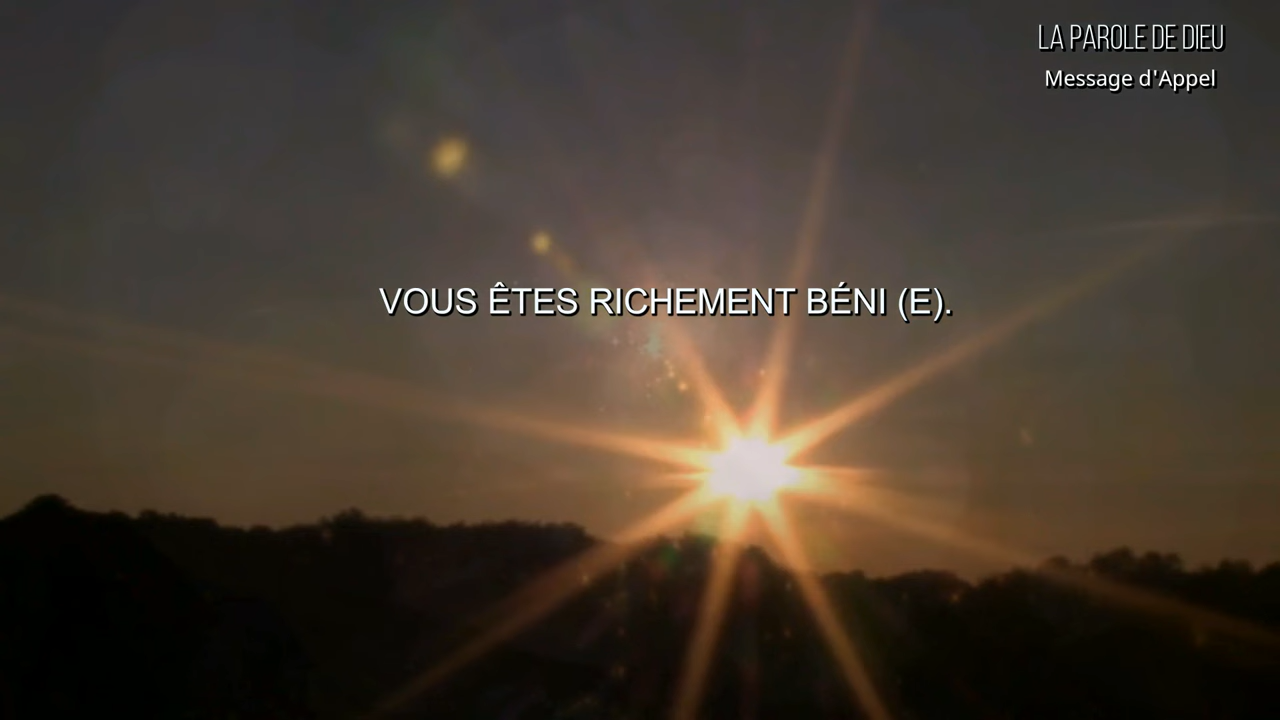 LA PAROLE DE DIEU
Message d'Appel
VOUS ÊTES RICHEMENT BÉNI (E).